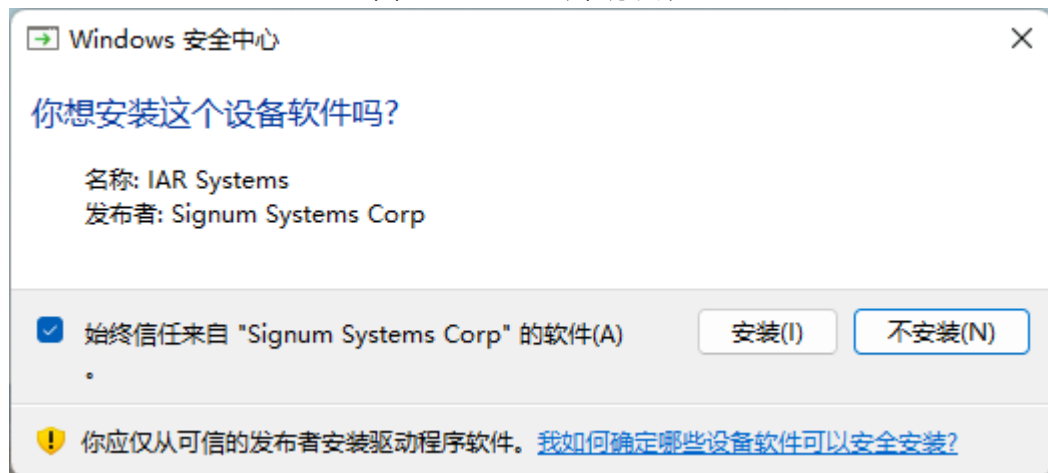 Windows 安全中心
你想安装这个设备软件吗?
名称: IAR Systems
发布者: Signum Systems Corp
始终信任来自 "Signum Systems Corp" 的软件(A)
。
安装(I)
不安装(N)
你应仅从可信的发布者安装驱动程序软件。我如何确定哪些设备软件可以安全安装?